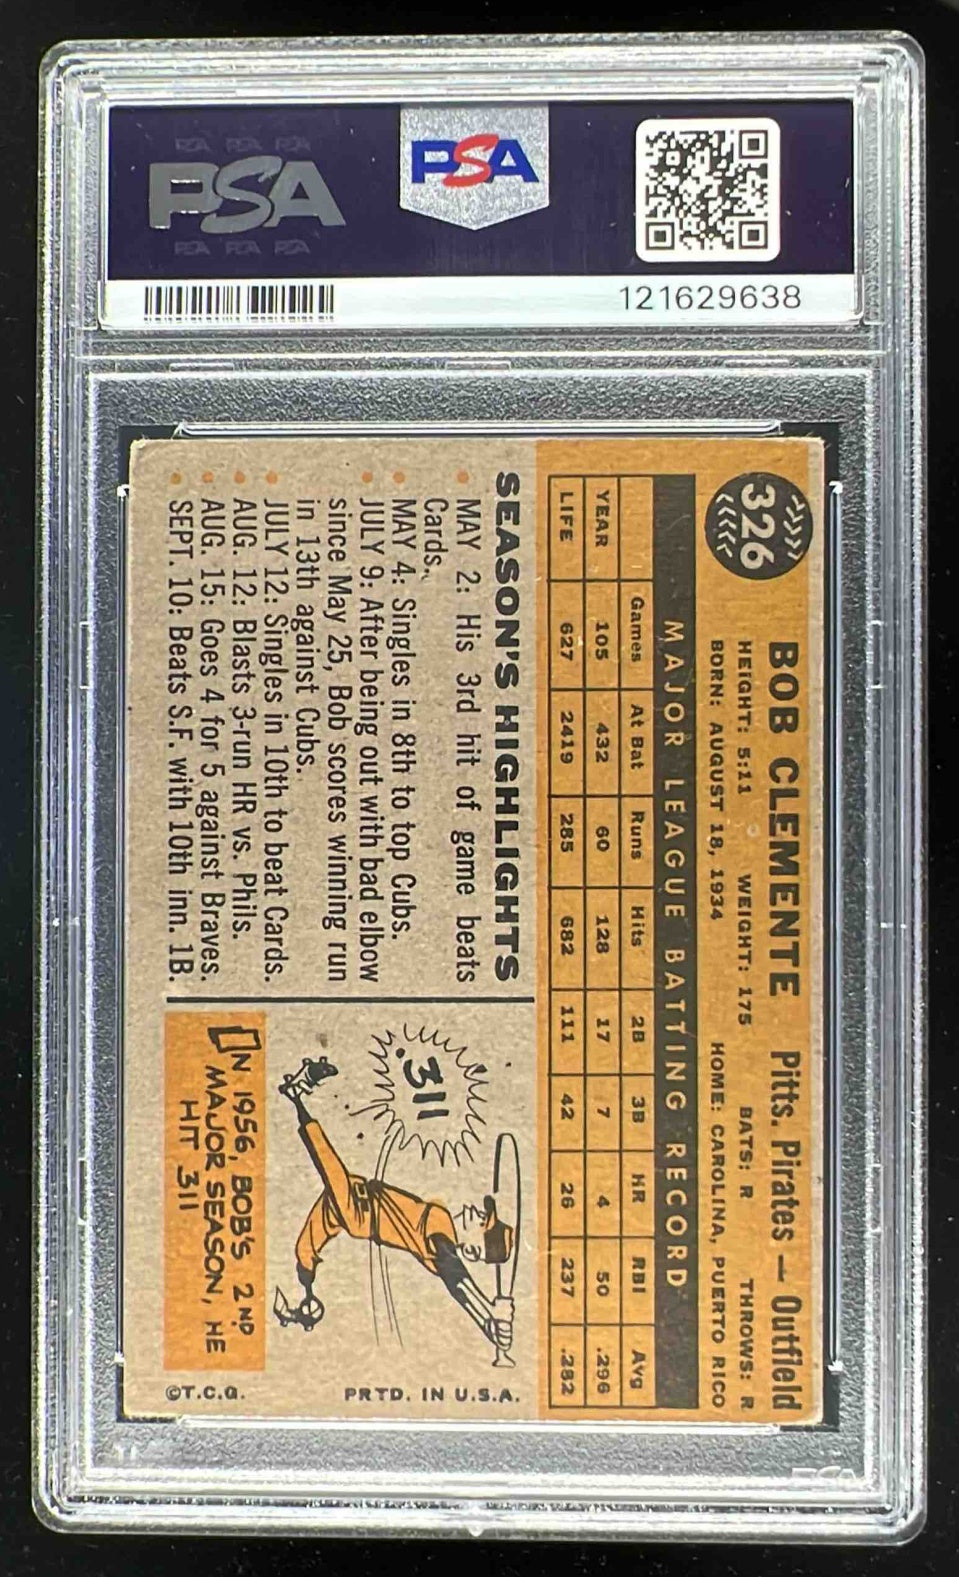 PSA PSA PSA
PSA
PSA PSA PSA
PSA
121629638
326
BOB CLEMENTE Pitts. Pirates — Outfield
HEIGHT: 5:11 WEIGHT: 175 BATS: R THROWS: R
BORN: AUGUST 18, 1934 HOME: CAROLINA, PUERTO RICO
MAJOR LEAGUE BATTING RECORD
Games At Bat Runs Hits 2B 3B HR RBI Avg
YEAR 105 432 60 128 17 7 4 50 .296
LIFE 627 2419 285 682 111 42 26 237 .282
SEASON'S HIGHLIGHTS
• MAY 2: His 3rd hit of game beats
Cards.
• MAY 4: Singles in 8th to top Cubs.
• JULY 9: After being out with bad elbow
since May 25, Bob scores winning run
in 13th against Cubs.
• JULY 12: Singles in 10th to beat Cards.
• AUG. 12: Blasts 3-run HR vs. Phils.
• AUG. 15: Goes 4 for 5 against Braves.
• SEPT. 10: Beats S.F. with 10th inn. 1B.
.311
IN 1956, BOB'S 2ND
MAJOR SEASON, HE
HIT 311
©T.C.G. PRTD. IN U.S.A.
PSA